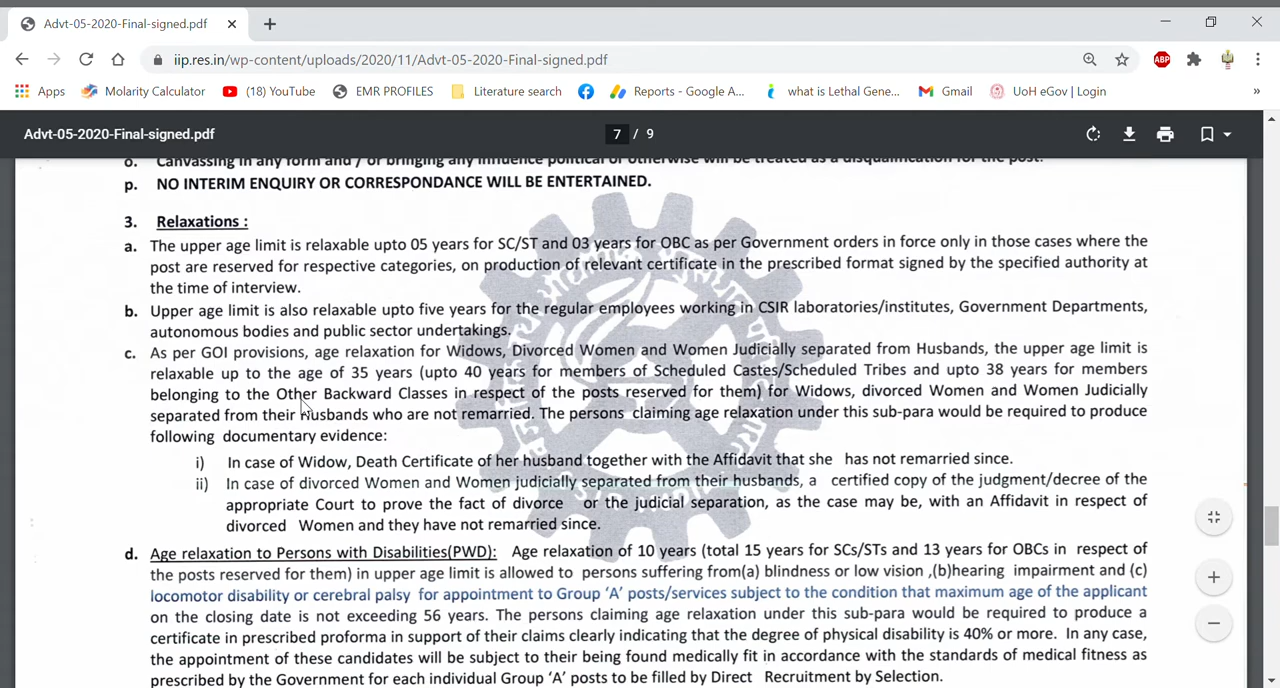 Advt-05-2020-Final-signed.pdf
iip.res.in/wp-content/uploads/2020/11/Advt-05-2020-Final-signed.pdf
ABP
Apps Molarity Calculator (18) YouTube EMR PROFILES Literature search Reports - Google A... what is Lethal Gene... Gmail UoH eGov | Login »
Advt-05-2020-Final-signed.pdf 7 / 9
o. Canvassing in any form and / or bringing any influence political or otherwise will be treated as a disqualification for the post.
p. NO INTERIM ENQUIRY OR CORRESPONDANCE WILL BE ENTERTAINED.
3. Relaxations :
a. The upper age limit is relaxable upto 05 years for SC/ST and 03 years for OBC as per Government orders in force only in those cases where the
post are reserved for respective categories, on production of relevant certificate in the prescribed format signed by the specified authority at
the time of interview.
b. Upper age limit is also relaxable upto five years for the regular employees working in CSIR laboratories/institutes, Government Departments,
autonomous bodies and public sector undertakings.
c. As per GOI provisions, age relaxation for Widows, Divorced Women and Women Judicially separated from Husbands, the upper age limit is
relaxable up to the age of 35 years (upto 40 years for members of Scheduled Castes/Scheduled Tribes and upto 38 years for members
belonging to the Other Backward Classes in respect of the posts reserved for them) for Widows, divorced Women and Women Judicially
separated from their Husbands who are not remarried. The persons claiming age relaxation under this sub-para would be required to produce
following documentary evidence:
i) In case of Widow, Death Certificate of her husband together with the Affidavit that she has not remarried since.
ii) In case of divorced Women and Women judicially separated from their husbands, a certified copy of the judgment/decree of the
appropriate Court to prove the fact of divorce or the judicial separation, as the case may be, with an Affidavit in respect of
divorced Women and they have not remarried since.
d. Age relaxation to Persons with Disabilities(PWD): Age relaxation of 10 years (total 15 years for SCs/STs and 13 years for OBCs in respect of
the posts reserved for them) in upper age limit is allowed to persons suffering from(a) blindness or low vision ,(b)hearing impairment and (c)
locomotor disability or cerebral palsy for appointment to Group ‘A’ posts/services subject to the condition that maximum age of the applicant
on the closing date is not exceeding 56 years. The persons claiming age relaxation under this sub-para would be required to produce a
certificate in prescribed proforma in support of their claims clearly indicating that the degree of physical disability is 40% or more. In any case,
the appointment of these candidates will be subject to their being found medically fit in accordance with the standards of medical fitness as
prescribed by the Government for each individual Group ‘A’ posts to be filled by Direct Recruitment by Selection.